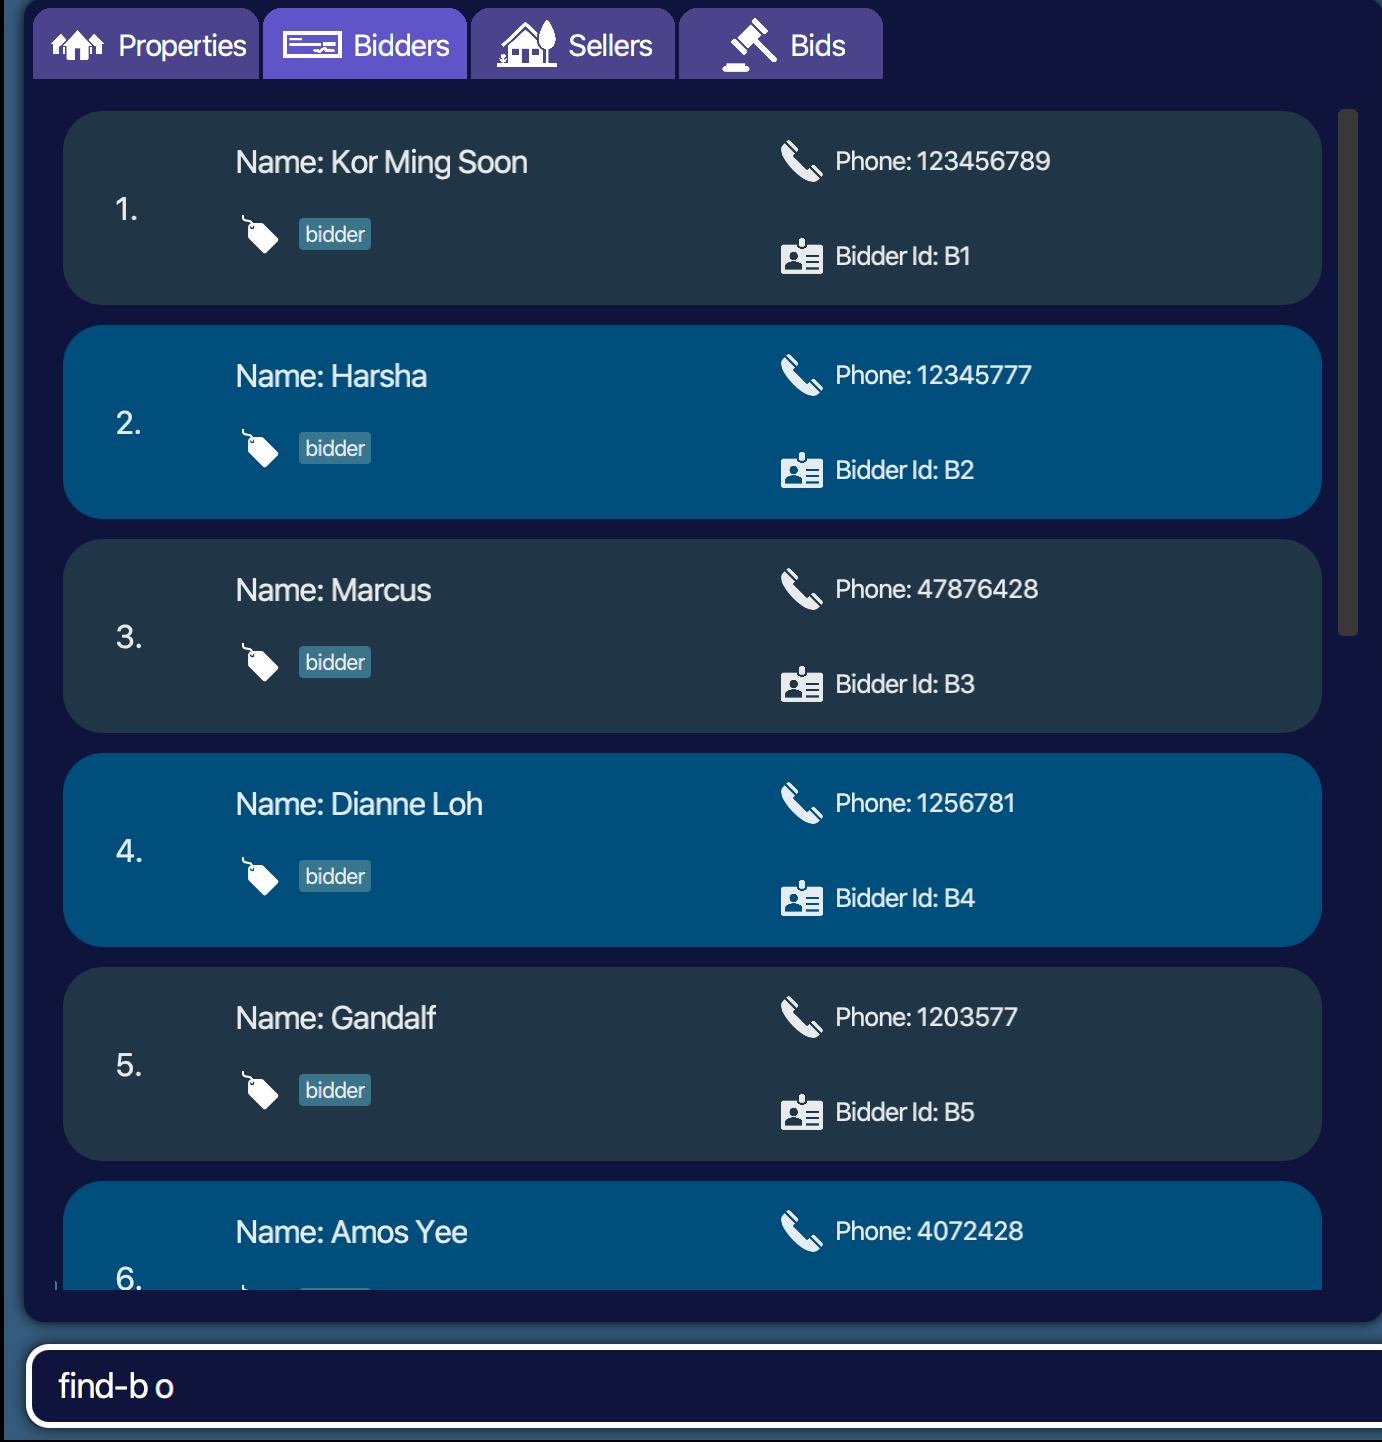 Properties Bidders Sellers Bids
1.
Name: Kor Ming Soon
bidder
Phone: 123456789
Bidder Id: B1
2.
Name: Harsha
bidder
Phone: 12345777
Bidder Id: B2
3.
Name: Marcus
bidder
Phone: 47876428
Bidder Id: B3
4.
Name: Dianne Loh
bidder
Phone: 1256781
Bidder Id: B4
5.
Name: Gandalf
bidder
Phone: 1203577
Bidder Id: B5
6.
Name: Amos Yee
Phone: 4072428
find-b o